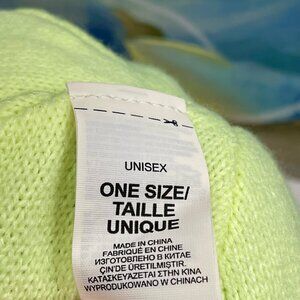 UNISEX
ONE SIZE/
TAILLE
UNIQUE
MADE IN CHINA
FABRIQUÉ EN CHINE
ИЗГОТОВЛЕНО В КИТАЕ
ÇİN'DE ÜRETİLMİŞTİR.
ΚΑΤΑΣΚΕΥΑΖΕΤΑΙ ΣΤΗΝ ΚΙΝΑ
WYPRODUKOWANO W CHINACH